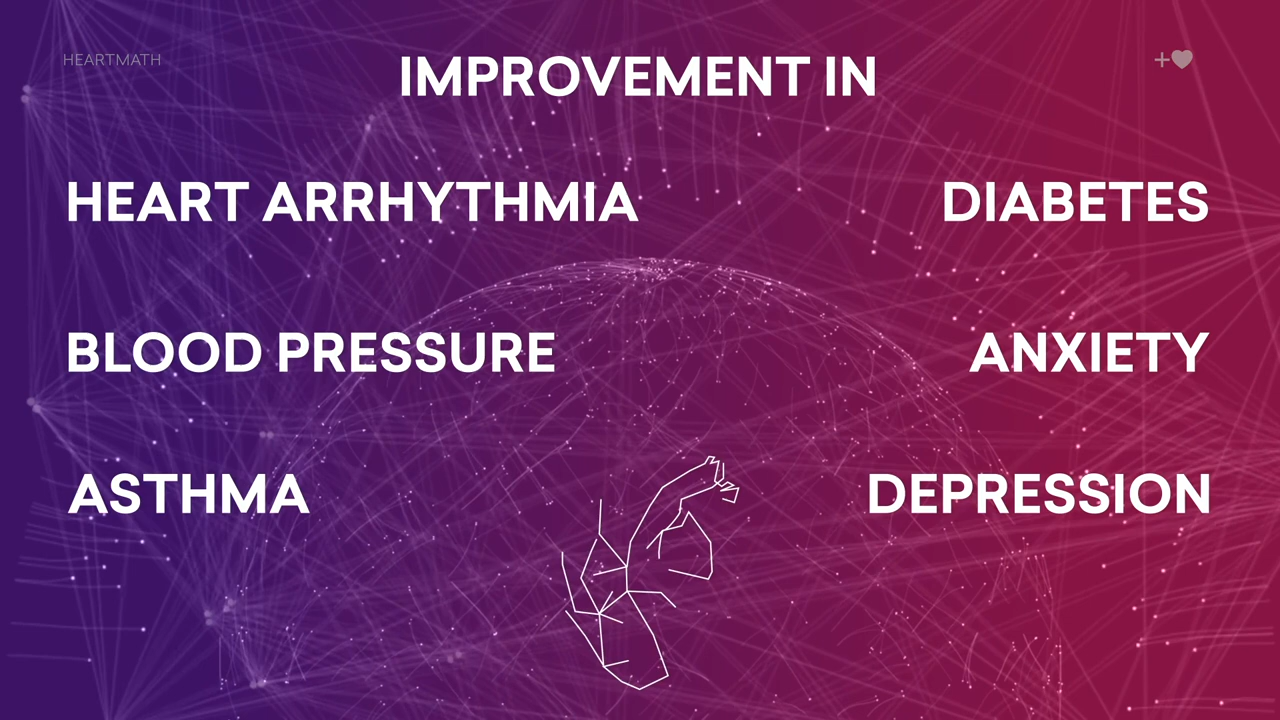 HEARTMATH
IMPROVEMENT IN
HEART ARRHYTHMIA
DIABETES
BLOOD PRESSURE
ANXIETY
ASTHMA
DEPRESSION